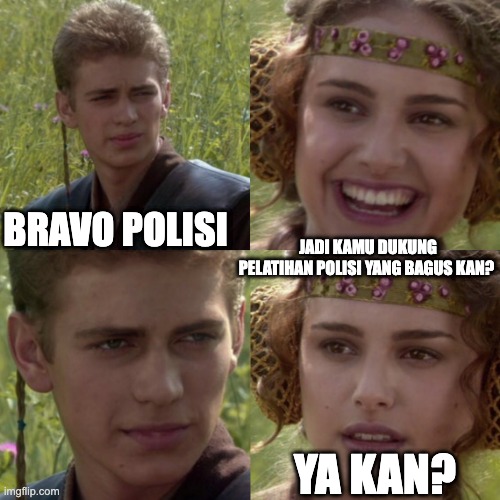 BRAVO POLISI
JADI KAMU DUKUNG
PELATIHAN POLISI YANG BAGUS KAN?
YA KAN?
imgflip.com